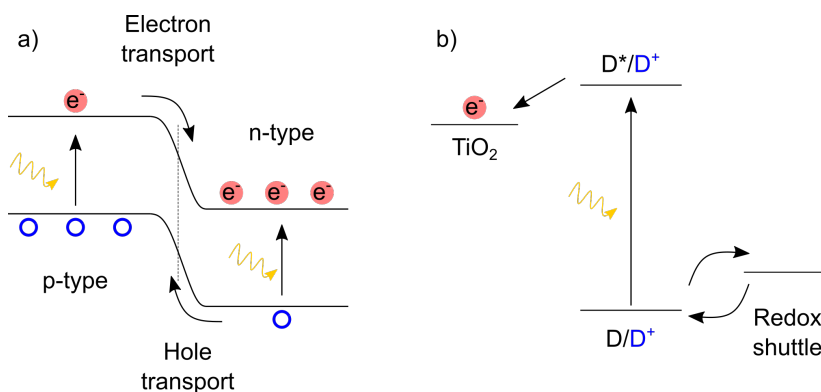 a)
Electron
transport
e-
n-type
e- e- e-
p-type
Hole
transport
b)
D*/D+
e-
TiO2
D/D+
Redox
shuttle